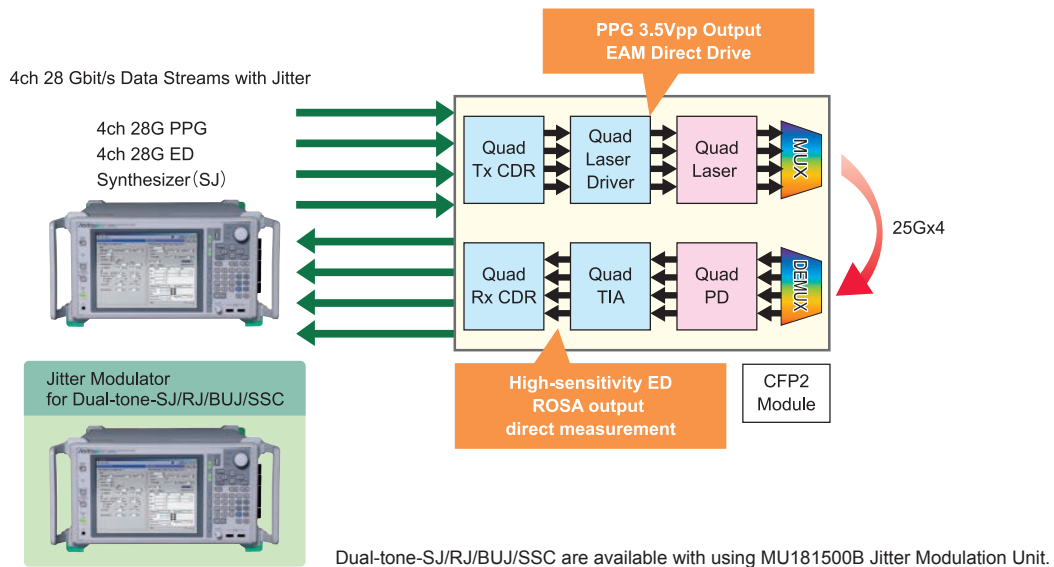 PPG 3.5Vpp Output
EAM Direct Drive
4ch 28 Gbit/s Data Streams with Jitter
4ch 28G PPG
4ch 28G ED
Synthesizer(SJ)
Quad
Tx CDR
Quad
Laser
Driver
Quad
Laser
MUX
25Gx4
Quad
Rx CDR
Quad
TIA
Quad
PD
DEMUX
High-sensitivity ED
ROSA output
direct measurement
CFP2
Module
Jitter Modulator
for Dual-tone-SJ/RJ/BUJ/SSC
Dual-tone-SJ/RJ/BUJ/SSC are available with using MU181500B Jitter Modulation Unit.